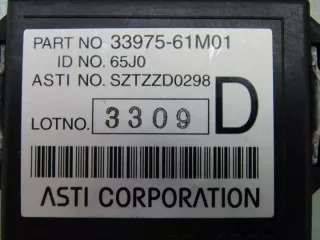 PART NO 33975-61M01
ID NO. 65J0
ASTI NO. SZTZZD0298
LOTNO. 3309 D
ASTI CORPORATION